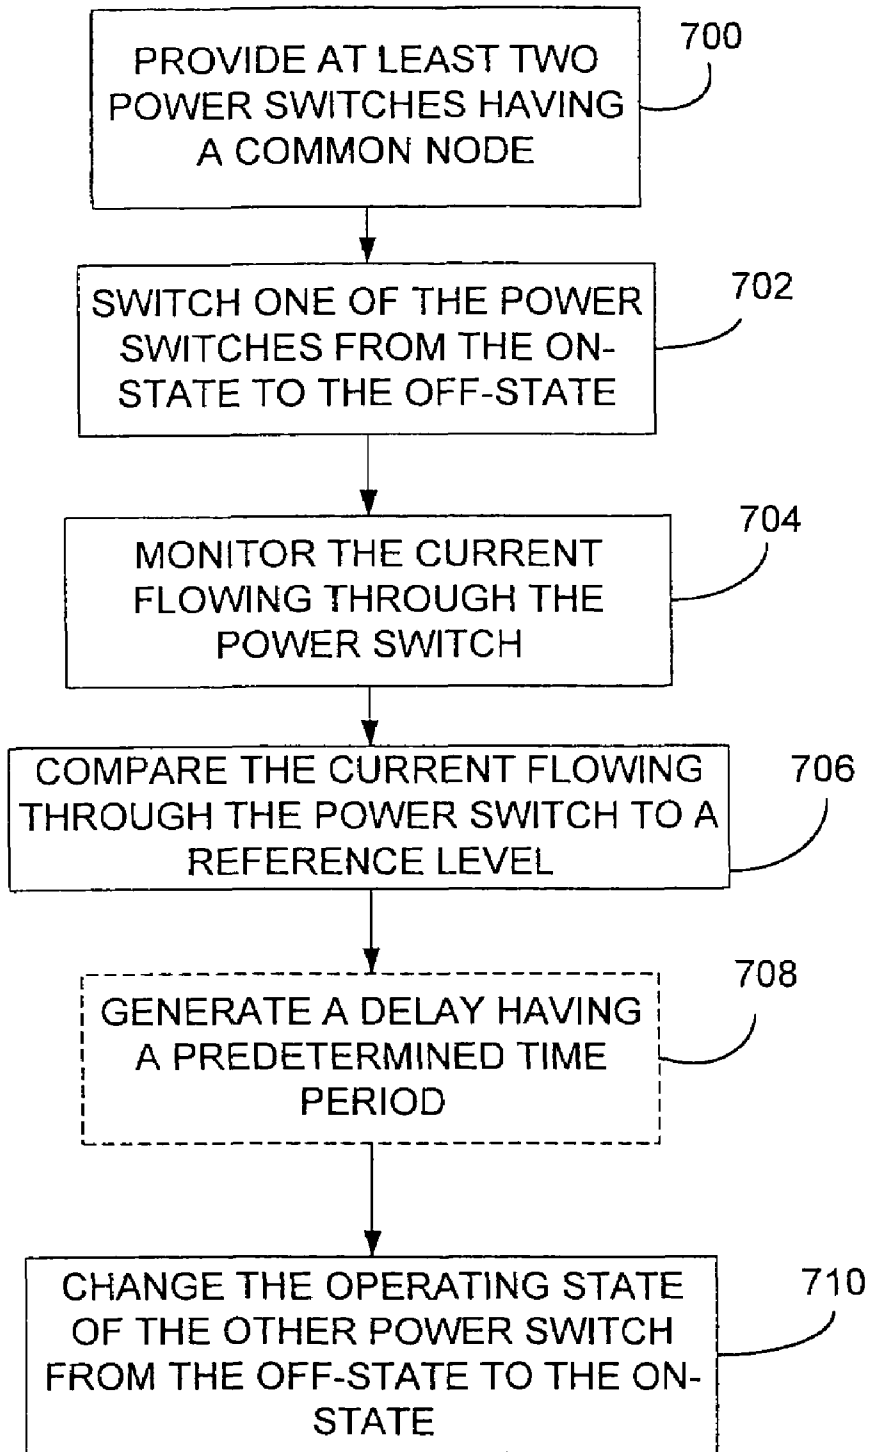 PROVIDE AT LEAST TWO
POWER SWITCHES HAVING
A COMMON NODE
700
SWITCH ONE OF THE POWER
SWITCHES FROM THE ON-
STATE TO THE OFF-STATE
702
MONITOR THE CURRENT
FLOWING THROUGH THE
POWER SWITCH
704
COMPARE THE CURRENT FLOWING
THROUGH THE POWER SWITCH TO A
REFERENCE LEVEL
706
GENERATE A DELAY HAVING
A PREDETERMINED TIME
PERIOD
708
CHANGE THE OPERATING STATE
OF THE OTHER POWER SWITCH
FROM THE OFF-STATE TO THE ON-
STATE
710